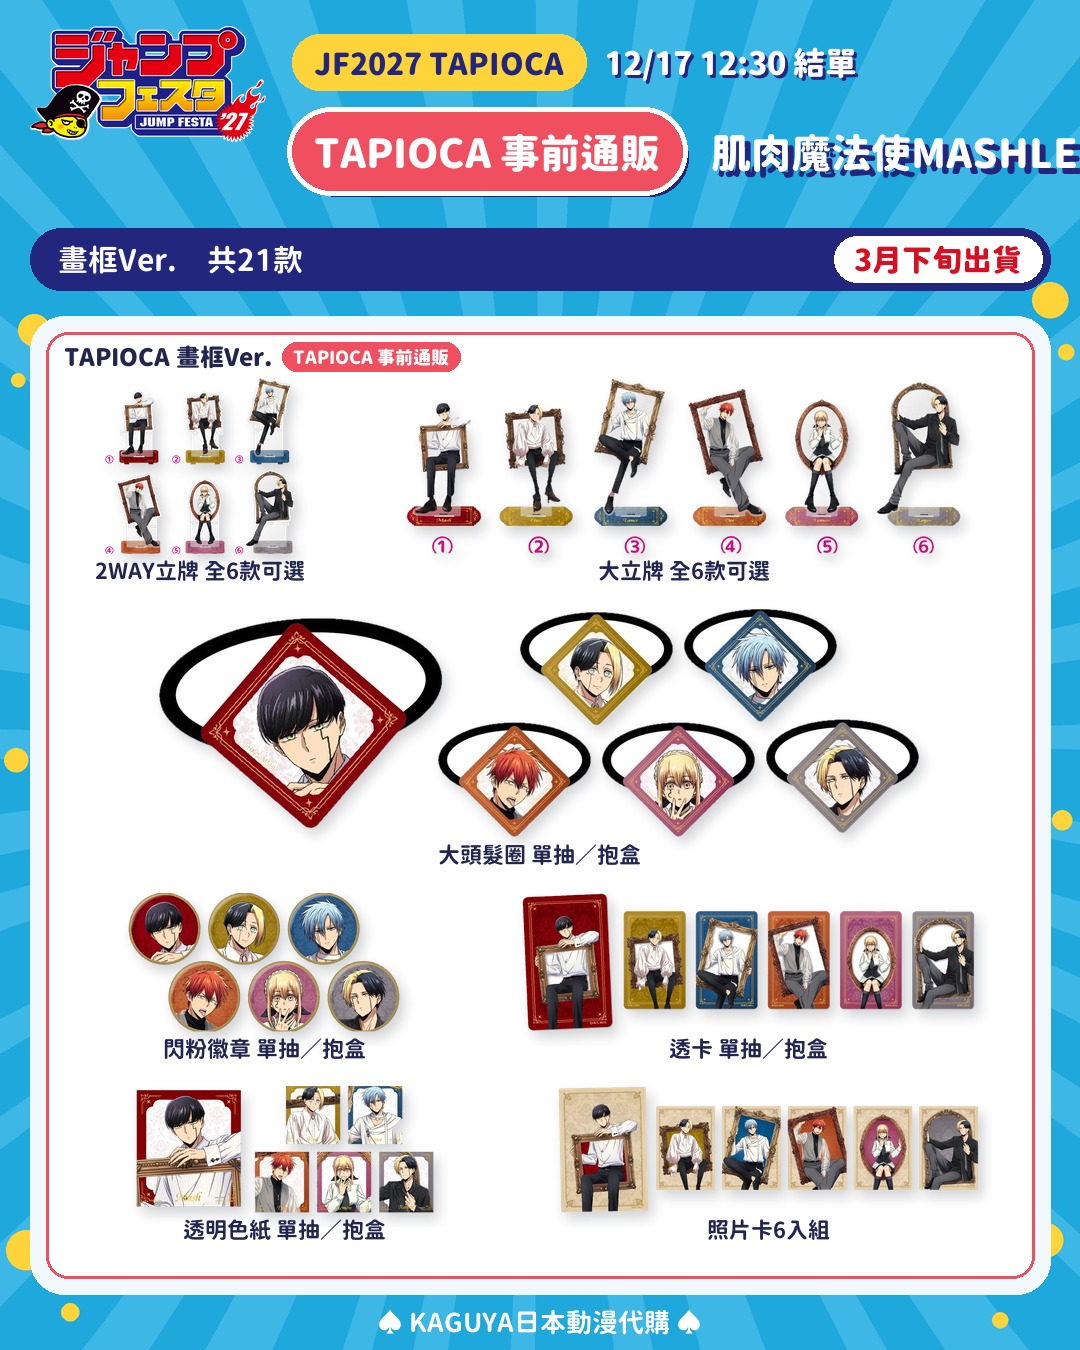 ジャンプ
フェスタ
JUMP FESTA '27
JF2027 TAPIOCA 12/17 12:30 結單
TAPIOCA 事前通販 肌肉魔法使MASHLE
畫框Ver. 共21款 3月下旬出貨
TAPIOCA 畫框Ver. TAPIOCA 事前通販
① ② ③
④ ⑤ ⑥
① ② ③ ④ ⑤ ⑥
2WAY立牌 全6款可選 大立牌 全6款可選
大頭髮圈 單抽／抱盒
閃粉徽章 單抽／抱盒 透卡 單抽／抱盒
Mash
透明色紙 單抽／抱盒 照片卡6入組
♠ KAGUYA日本動漫代購 ♠